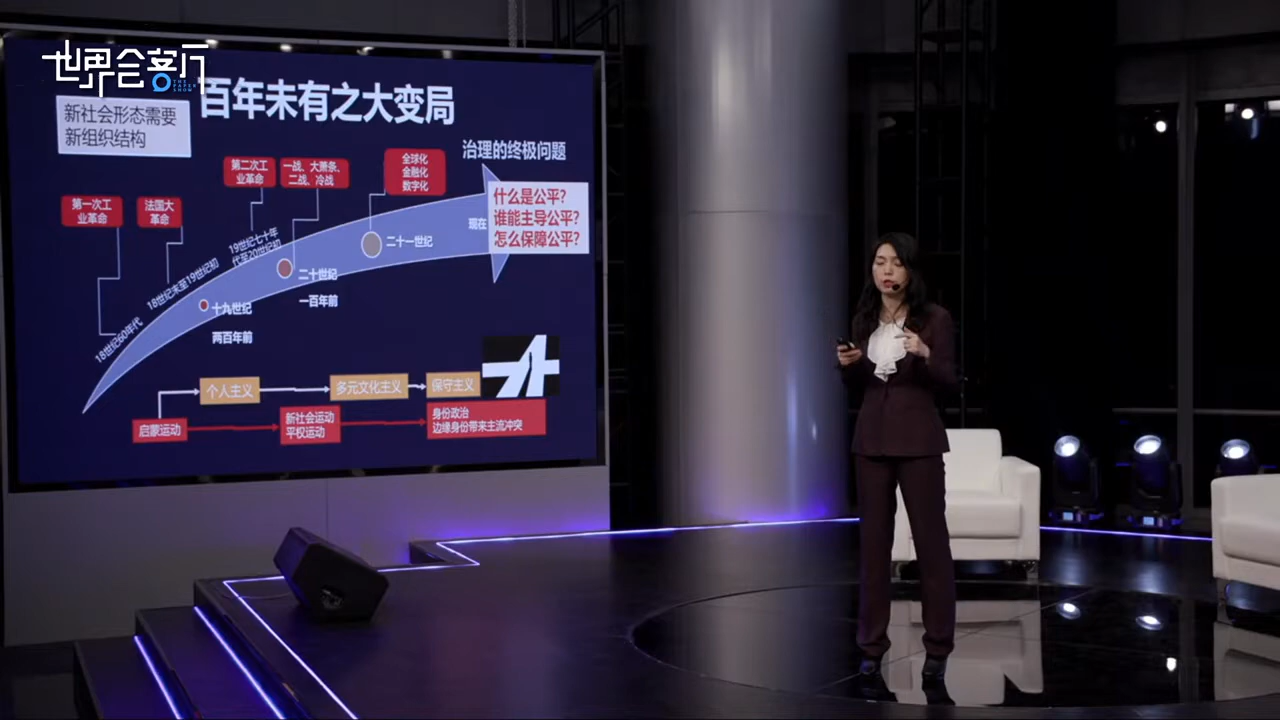 世界会客厅
THE PAPER SHOW
百年未有之大变局
新社会形态需要
新组织结构
治理的终极问题
第一次工
业革命
法国大
革命
第二次工
业革命
一战、大萧条、
二战、冷战
全球化
金融化
数字化
什么是公平?
谁能主导公平?
怎么保障公平?
现在
18世纪60年代
18世纪末至19世纪初
19世纪七十年
代至20世纪初
十九世纪
两百年前
二十世纪
一百年前
二十一世纪
个人主义
多元文化主义
保守主义
启蒙运动
新社会运动
平权运动
身份政治
边缘身份带来主流冲突